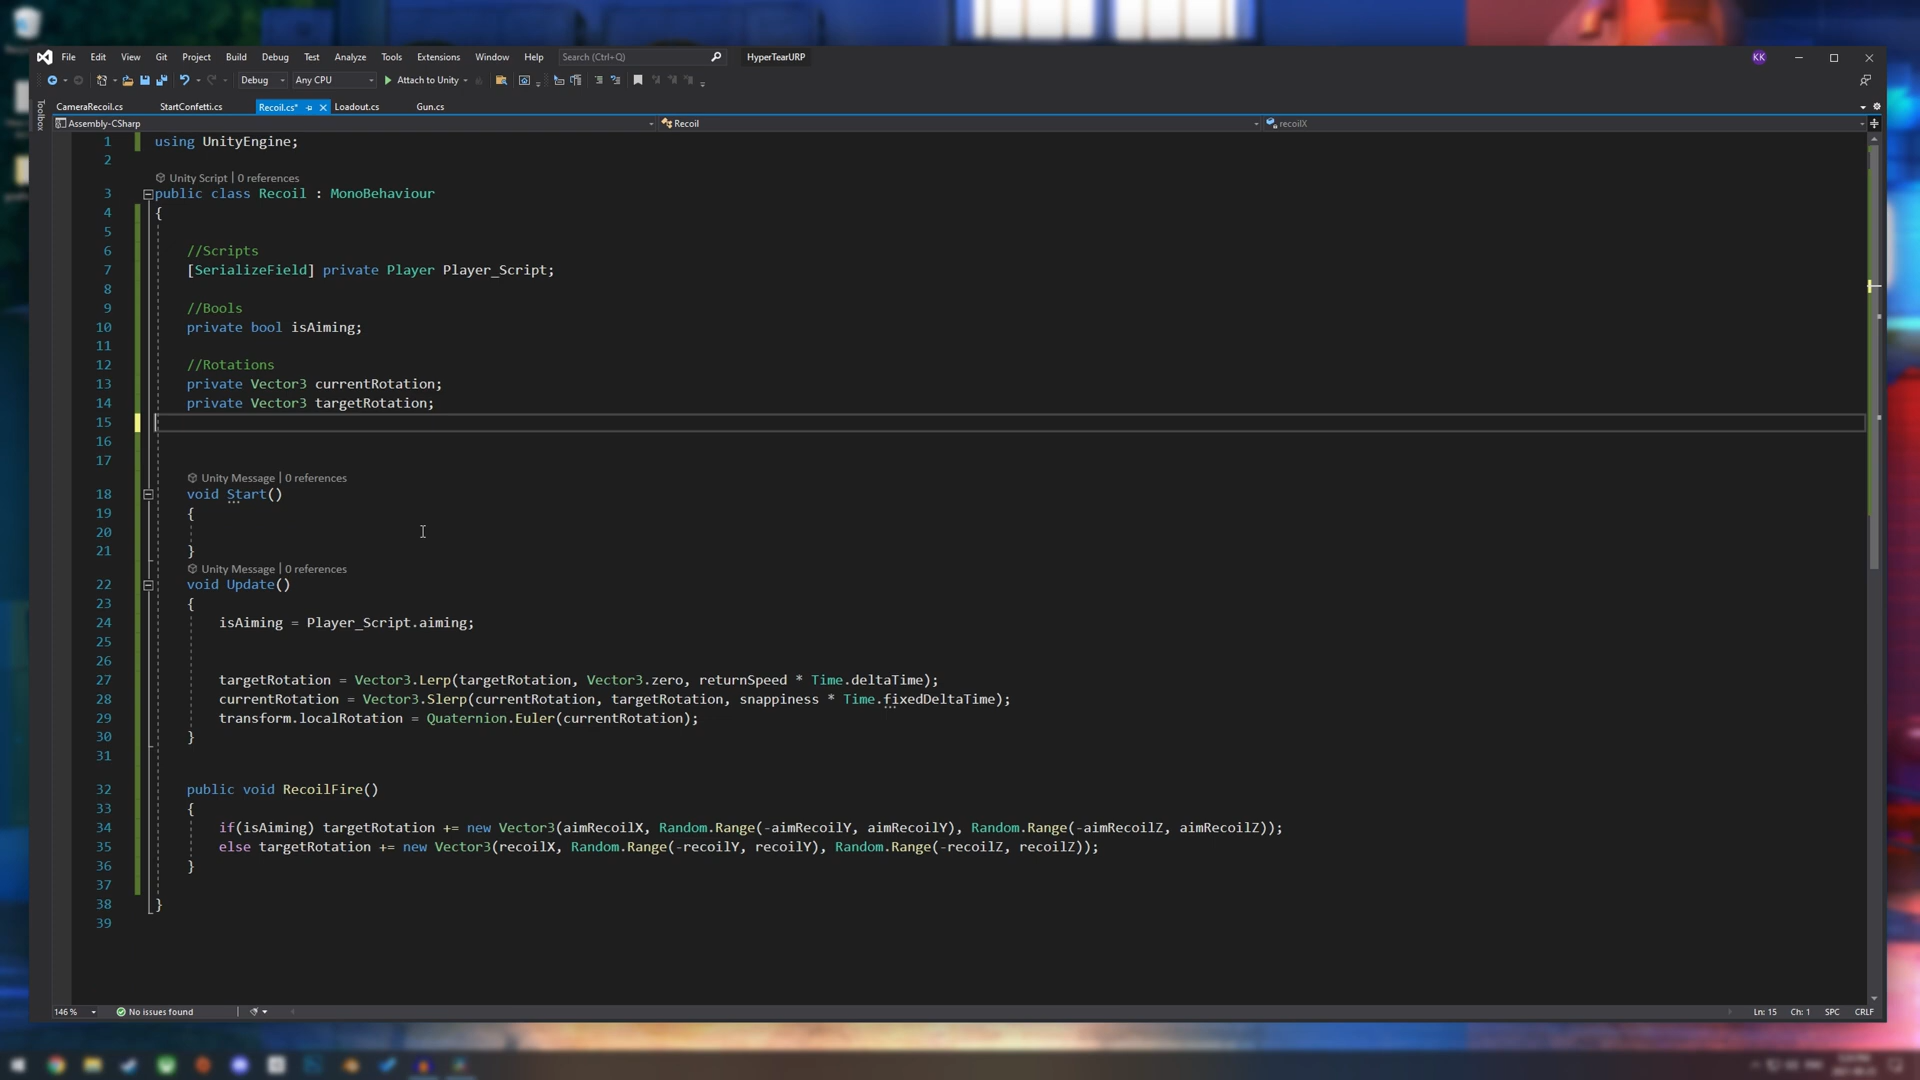 File Edit View Git Project Build Debug Test Analyze Tools Extensions Window Help Search (Ctrl+Q) HyperTearURP KK
Debug Any CPU Attach to Unity
CameraRecoil.cs StartConfetti.cs Recoil.cs* Loadout.cs Gun.cs
Toolbox
Assembly-CSharp Recoil recoilX
1 using UnityEngine;
2
Unity Script | 0 references
3 public class Recoil : MonoBehaviour
4 {
5
6 //Scripts
7 [SerializeField] private Player Player_Script;
8
9 //Bools
10 private bool isAiming;
11
12 //Rotations
13 private Vector3 currentRotation;
14 private Vector3 targetRotation;
15
16
17
Unity Message | 0 references
18 void Start()
19 {
20
21 }
Unity Message | 0 references
22 void Update()
23 {
24 isAiming = Player_Script.aiming;
25
26
27 targetRotation = Vector3.Lerp(targetRotation, Vector3.zero, returnSpeed * Time.deltaTime);
28 currentRotation = Vector3.Slerp(currentRotation, targetRotation, snappiness * Time.fixedDeltaTime);
29 transform.localRotation = Quaternion.Euler(currentRotation);
30 }
31
32 public void RecoilFire()
33 {
34 if(isAiming) targetRotation += new Vector3(aimRecoilX, Random.Range(-aimRecoilY, aimRecoilY), Random.Range(-aimRecoilZ, aimRecoilZ));
35 else targetRotation += new Vector3(recoilX, Random.Range(-recoilY, recoilY), Random.Range(-recoilZ, recoilZ));
36 }
37
38 }
39
146 % No issues found Ln: 15 Ch: 1 SPC CRLF